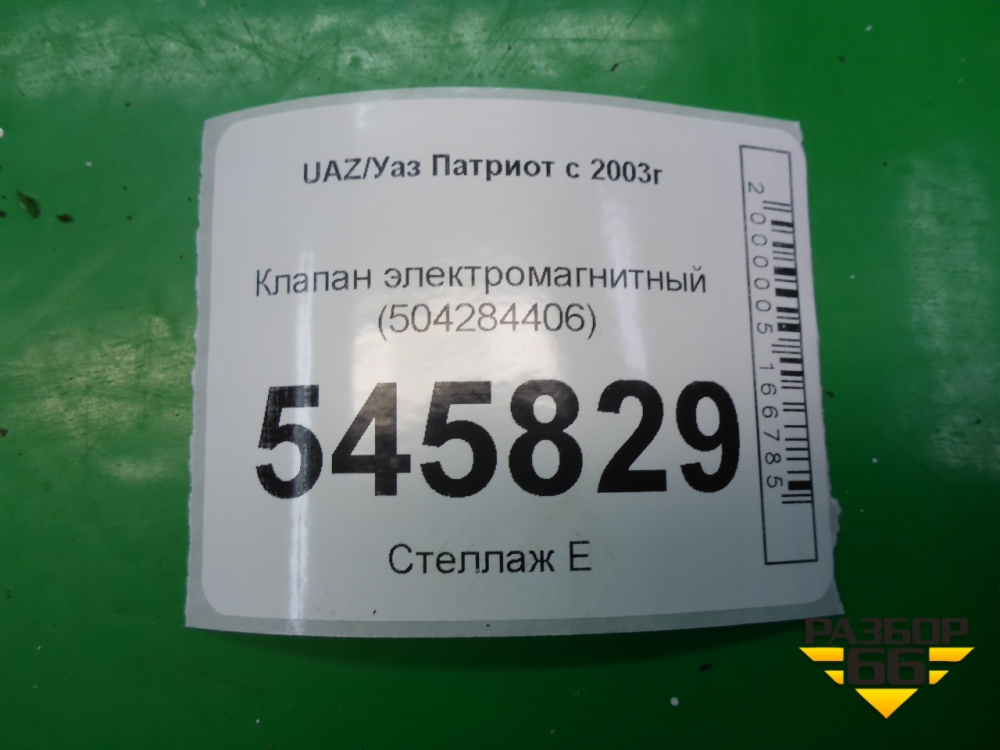 UAZ/Уаз Патриот с 2003г
Клапан электромагнитный
(504284406)
545829
Стеллаж Е
2000005166785
РАЗБОР
66